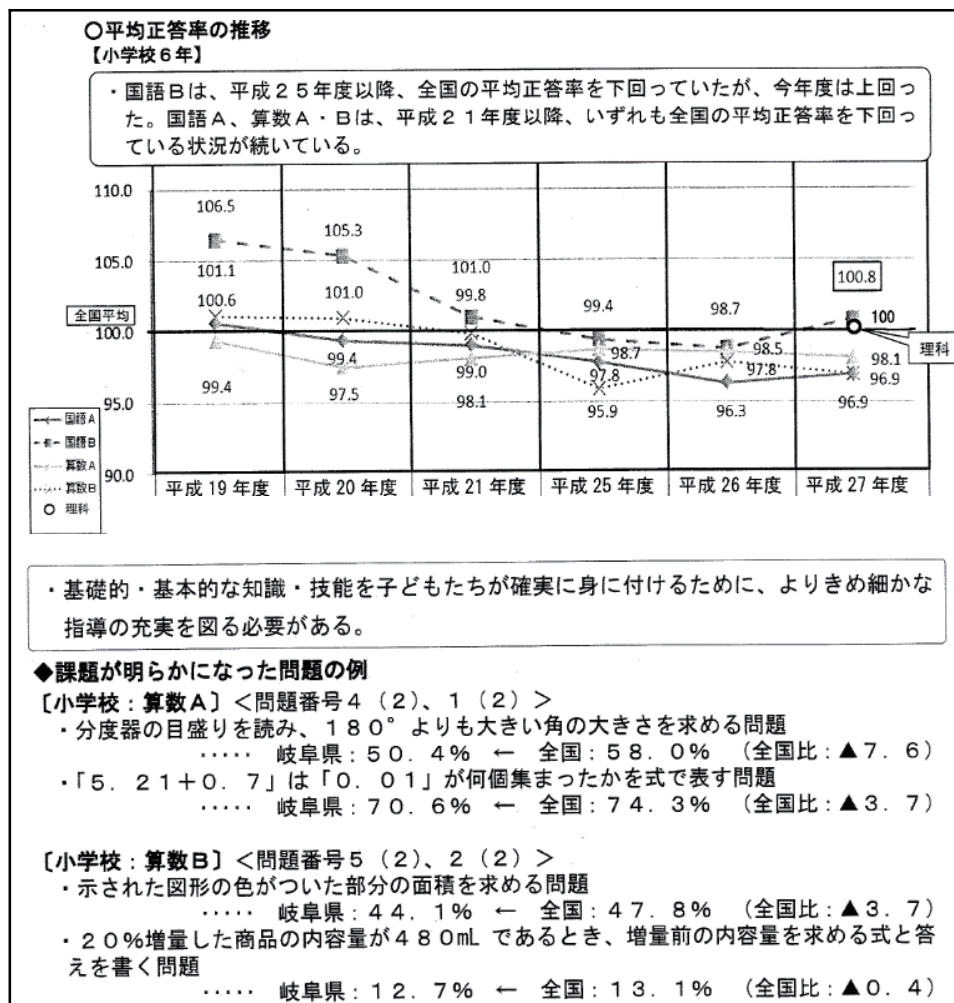 ○平均正答率の推移
【小学校6年】
・国語Bは、平成25年度以降、全国の平均正答率を下回っていたが、今年度は上回っ
た。国語A、算数A・Bは、平成21年度以降、いずれも全国の平均正答率を下回っ
ている状況が続いている。
110.0
106.5
105.3
105.0
101.1
101.0
100.8
100.6
101.0
99.8
99.4
98.7
100
全国平均
100.0
理科
99.4
98.7
98.5
98.1
99.4
97.5
99.0
97.8
97.8
96.9
98.1
95.9
96.3
96.9
95.0
国語A
国語B
算数A
算数B
理科
90.0
平成19年度 平成20年度 平成21年度 平成25年度 平成26年度 平成27年度
・基礎的・基本的な知識・技能を子どもたちが確実に身に付けるために、よりきめ細かな
指導の充実を図る必要がある。
◆課題が明らかになった問題の例
〔小学校：算数A〕＜問題番号4（2）、1（2）＞
・分度器の目盛りを読み、180°よりも大きい角の大きさを求める問題
‥‥‥ 岐阜県：50.4% ← 全国：58.0% （全国比：▲7.6）
・「5.21＋0.7」は「0.01」が何個集まったかを式で表す問題
‥‥‥ 岐阜県：70.6% ← 全国：74.3% （全国比：▲3.7）
〔小学校：算数B〕＜問題番号5（2）、2（2）＞
・示された図形の色がついた部分の面積を求める問題
‥‥‥ 岐阜県：44.1% ← 全国：47.8% （全国比：▲3.7）
・20%増量した商品の内容量が480mLであるとき、増量前の内容量を求める式と答
えを書く問題
‥‥‥ 岐阜県：12.7% ← 全国：13.1% （全国比：▲0.4）